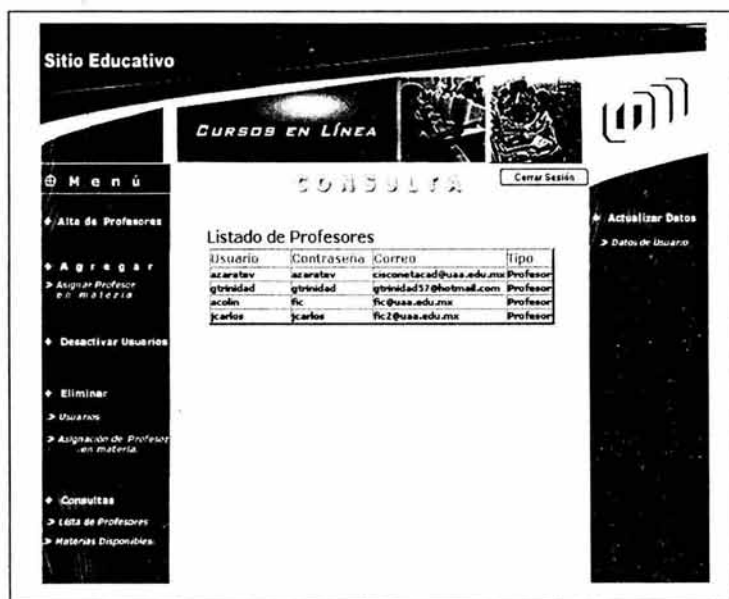 Sitio Educativo
CURSOS EN LÍNEA
Menú
CONSULTA
Cerrar Sesión
Alta de Profesores
Agregar
> Asignar Profesor
en materia
Desactivar Usuarios
Eliminar
> Usuarios
> Asignación de Profesor
en materia.
Consultas
> Lista de Profesores
> Materias Disponibles.
Listado de Profesores
Usuario Contraseña Correo Tipo
azaratev azaratev cisconetacad@uaa.edu.mx Profesor
gtrinidad gtrinidad gtrinidad57@hotmail.com Profesor
acolin fic fic@uaa.edu.mx Profesor
jcarlos jcarlos fic2@uaa.edu.mx Profesor
Actualizar Datos
> Datos de Usuario